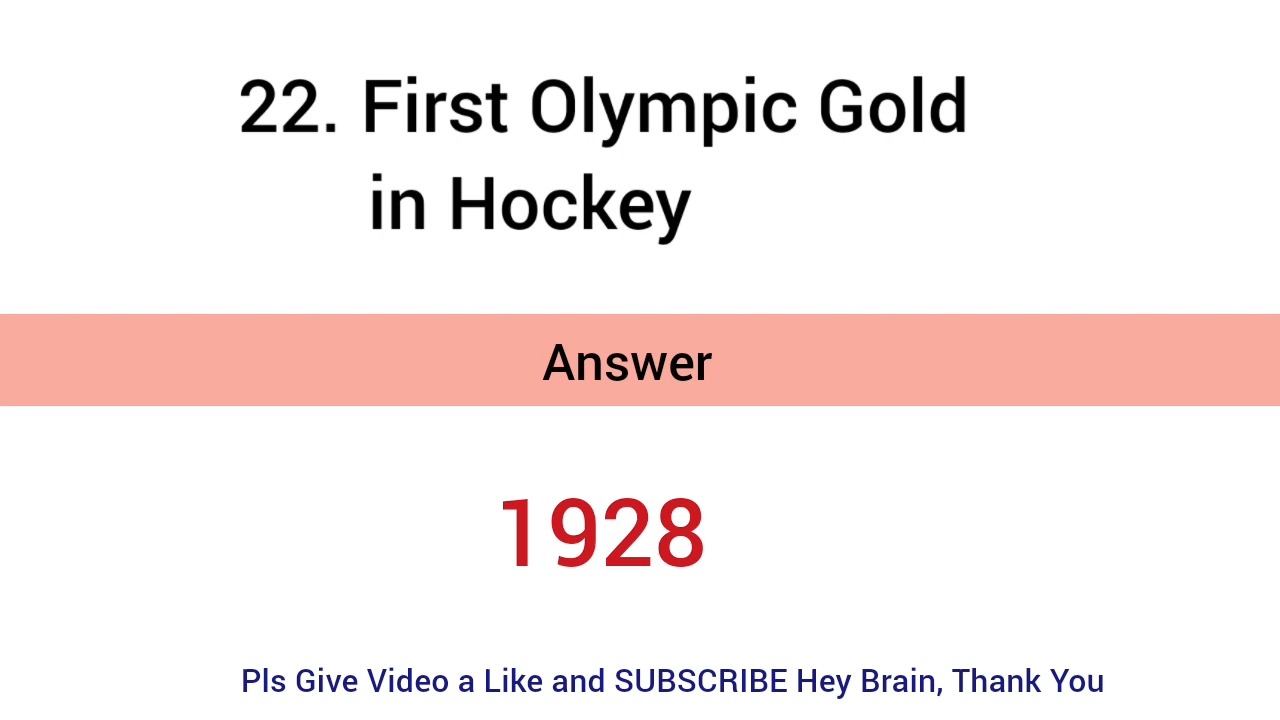 22. First Olympic Gold
in Hockey
Answer
1928
Pls Give Video a Like and SUBSCRIBE Hey Brain, Thank You